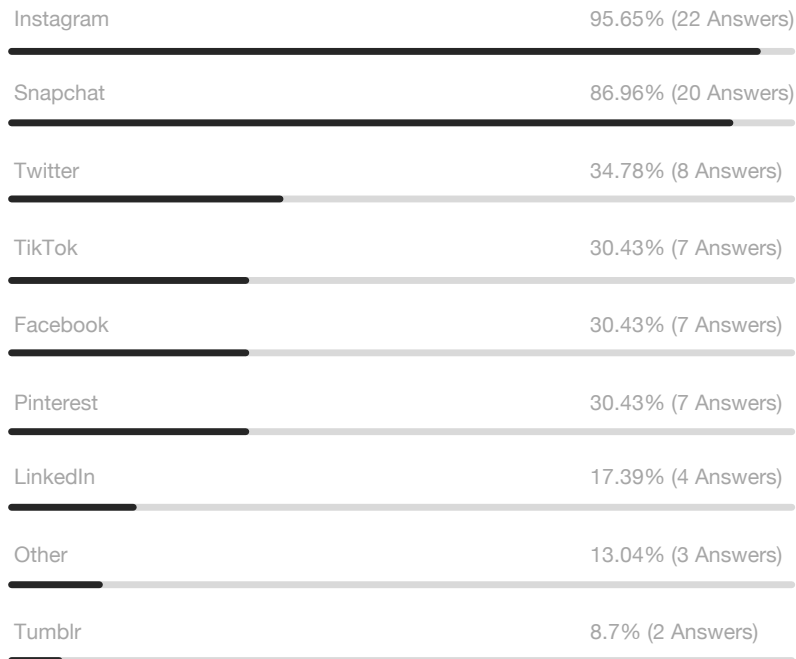 Instagram 95.65% (22 Answers)
Snapchat 86.96% (20 Answers)
Twitter 34.78% (8 Answers)
TikTok 30.43% (7 Answers)
Facebook 30.43% (7 Answers)
Pinterest 30.43% (7 Answers)
LinkedIn 17.39% (4 Answers)
Other 13.04% (3 Answers)
Tumblr 8.7% (2 Answers)